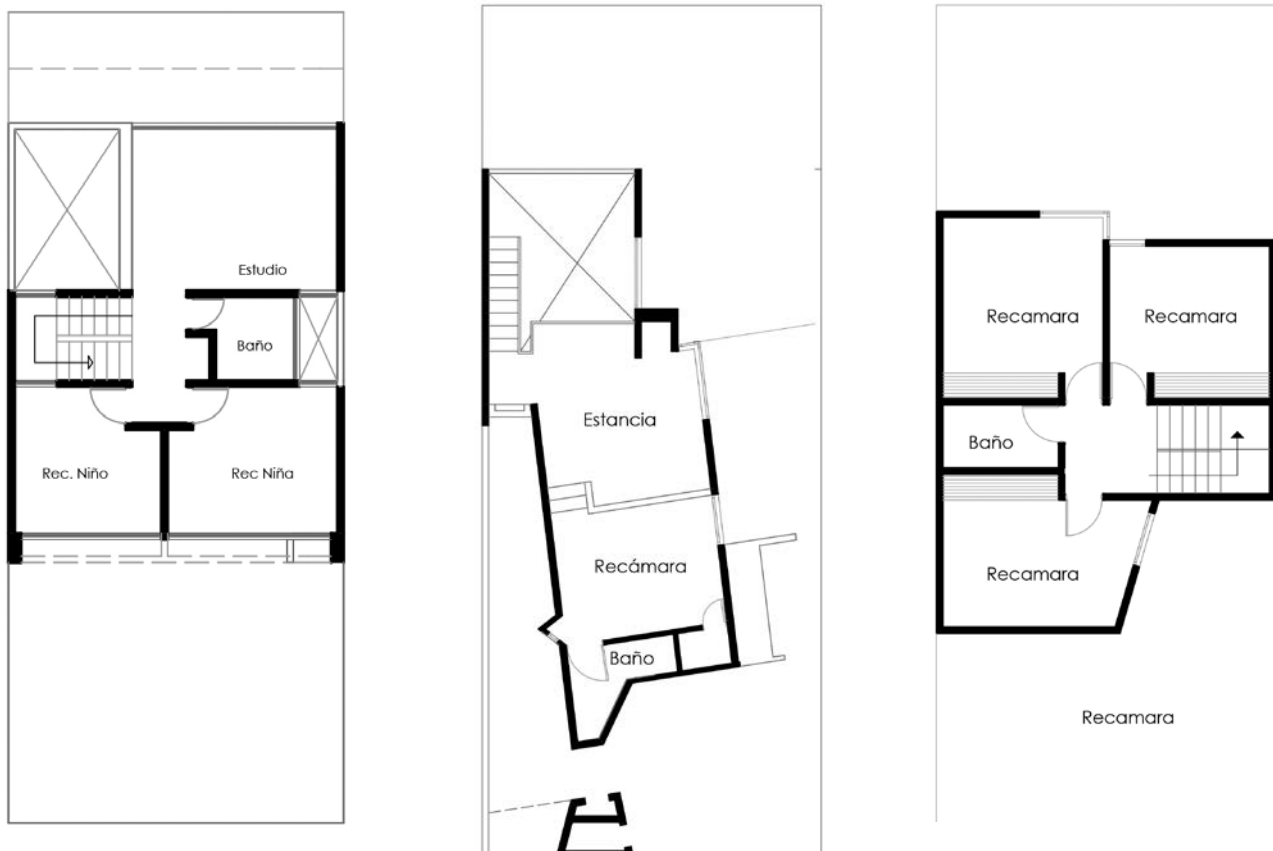 Estudio
Baño
Rec. Niño
Rec Niña
Estancia
Recámara
Baño
Recamara
Recamara
Baño
Recamara
Recamara